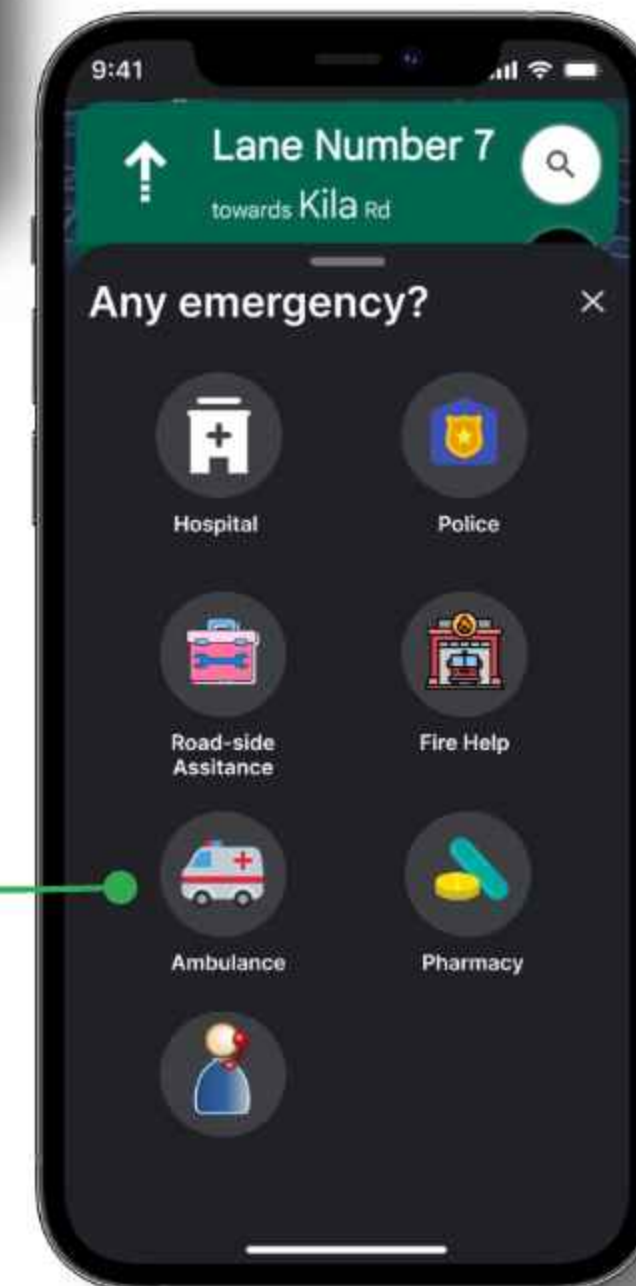 9:41
Lane Number 7
towards Kila Rd
Any emergency?
Hospital
Police
Road-side
Assitance
Fire Help
Ambulance
Pharmacy